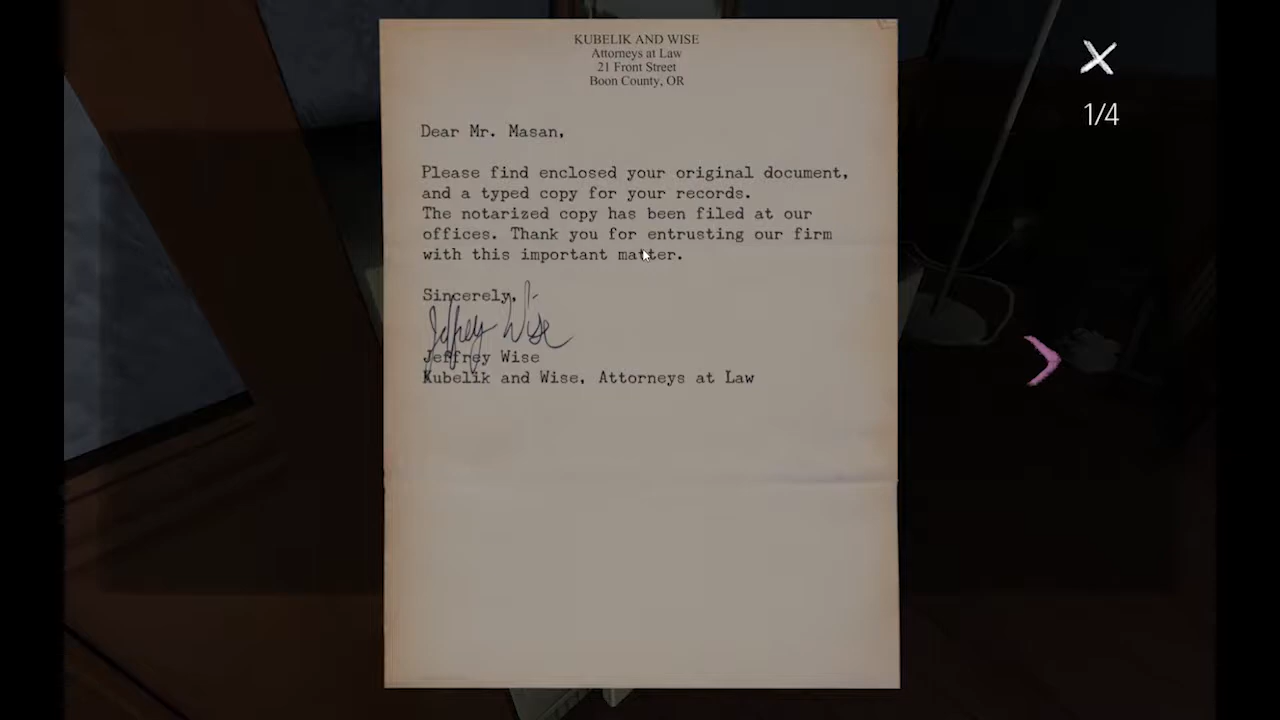 KUBELIK AND WISE
Attorneys at Law
21 Front Street
Boon County, OR
1/4
Dear Mr. Masan,
Please find enclosed your original document,
and a typed copy for your records.
The notarized copy has been filed at our
offices. Thank you for entrusting our firm
with this important matter.
Sincerely,
Jeffrey Wise
Jeffrey Wise
Kubelik and Wise, Attorneys at Law